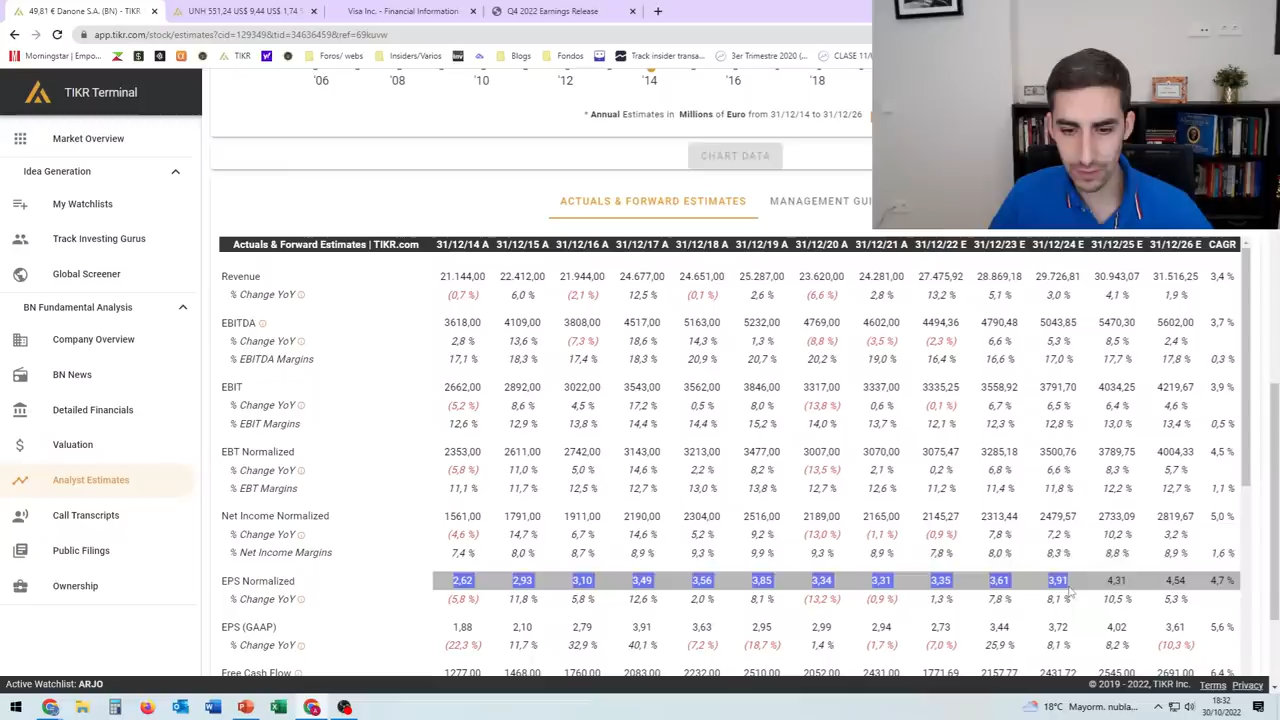 49,81 € Danone S.A. (BN) - TIKR
UNH 551,24 US$ 9,44 US$ 1,74 %
Visa Inc. - Financial Information
Q4 2022 Earnings Release
app.tikr.com/stock/estimates?cid=129349&tid=34636459&ref=69kuvw
Morningstar | Empo...
TIKR
Foros/ webs
Insiders/Varios
Blogs
Fondos
Track insider transa...
3er Trimestre 2020 (...
CLASE 11/
TIKR Terminal
Market Overview
Idea Generation
My Watchlists
Track Investing Gurus
Global Screener
BN Fundamental Analysis
Company Overview
BN News
Detailed Financials
Valuation
Analyst Estimates
Call Transcripts
Public Filings
Ownership
Active Watchlist: ARJO
'06 '08 '10 '12 '14 '16 '18
* Annual Estimates in Millions of Euro from 31/12/14 to 31/12/26
CHART DATA
ACTUALS & FORWARD ESTIMATES MANAGEMENT GUI
Actuals & Forward Estimates | TIKR.com 31/12/14 A 31/12/15 A 31/12/16 A 31/12/17 A 31/12/18 A 31/12/19 A 31/12/20 A 31/12/21 A 31/12/22 E 31/12/23 E 31/12/24 E 31/12/25 E 31/12/26 E CAGR
Revenue 21.144,00 22.412,00 21.944,00 24.677,00 24.651,00 25.287,00 23.620,00 24.281,00 27.475,92 28.869,18 29.726,81 30.943,07 31.516,25 3,4 %
% Change YoY (0,7 %) 6,0 % (2,1 %) 12,5 % (0,1 %) 2,6 % (6,6 %) 2,8 % 13,2 % 5,1 % 3,0 % 4,1 % 1,9 %
EBITDA 3618,00 4109,00 3808,00 4517,00 5163,00 5232,00 4769,00 4602,00 4494,36 4790,48 5043,85 5470,30 5602,00 3,7 %
% Change YoY 2,8 % 13,6 % (7,3 %) 18,6 % 14,3 % 1,3 % (8,8 %) (3,5 %) (2,3 %) 6,6 % 5,3 % 8,5 % 2,4 %
% EBITDA Margins 17,1 % 18,3 % 17,4 % 18,3 % 20,9 % 20,7 % 20,2 % 19,0 % 16,4 % 16,6 % 17,0 % 17,7 % 17,8 % 0,3 %
EBIT 2662,00 2892,00 3022,00 3543,00 3562,00 3846,00 3317,00 3337,00 3335,25 3558,92 3791,70 4034,25 4219,67 3,9 %
% Change YoY (5,2 %) 8,6 % 4,5 % 17,2 % 0,5 % 8,0 % (13,8 %) 0,6 % (0,1 %) 6,7 % 6,5 % 6,4 % 4,6 %
% EBIT Margins 12,6 % 12,9 % 13,8 % 14,4 % 14,4 % 15,2 % 14,0 % 13,7 % 12,1 % 12,3 % 12,8 % 13,0 % 13,4 % 0,5 %
EBT Normalized 2353,00 2611,00 2742,00 3143,00 3213,00 3477,00 3007,00 3070,00 3075,47 3285,18 3500,76 3789,75 4004,33 4,5 %
% Change YoY (5,8 %) 11,0 % 5,0 % 14,6 % 2,2 % 8,2 % (13,5 %) 2,1 % 0,2 % 6,8 % 6,6 % 8,3 % 5,7 %
% EBT Margins 11,1 % 11,7 % 12,5 % 12,7 % 13,0 % 13,8 % 12,7 % 12,6 % 11,2 % 11,4 % 11,8 % 12,2 % 12,7 % 1,1 %
Net Income Normalized 1561,00 1791,00 1911,00 2190,00 2304,00 2516,00 2189,00 2165,00 2145,27 2313,44 2479,57 2733,09 2819,67 5,0 %
% Change YoY (4,6 %) 14,7 % 6,7 % 14,6 % 5,2 % 9,2 % (13,0 %) (1,1 %) (0,9 %) 7,8 % 7,2 % 10,2 % 3,2 %
% Net Income Margins 7,4 % 8,0 % 8,7 % 8,9 % 9,3 % 9,9 % 9,3 % 8,9 % 7,8 % 8,0 % 8,3 % 8,8 % 8,9 % 1,6 %
EPS Normalized 2,62 2,93 3,10 3,49 3,56 3,85 3,34 3,31 3,35 3,61 3,91 4,31 4,54 4,7 %
% Change YoY (5,8 %) 11,8 % 5,8 % 12,6 % 2,0 % 8,1 % (13,2 %) (0,9 %) 1,3 % 7,8 % 8,1 % 10,5 % 5,3 %
EPS (GAAP) 1,88 2,10 2,79 3,91 3,63 2,95 2,99 2,94 2,73 3,44 3,72 4,02 3,61 5,6 %
% Change YoY (22,3 %) 11,7 % 32,9 % 40,1 % (7,2 %) (18,7 %) 1,4 % (1,7 %) (7,0 %) 25,9 % 8,1 % 8,2 % (10,3 %)
Free Cash Flow 1277,00 1468,00 1760,00 2083,00 2232,00 2510,00 2052,00 2431,00 1771,69 2157,77 2431,72 2545,00 2691,00 6,4 %
© 2019 - 2022, TIKR Inc. Terms Privacy
18°C Mayorm. nubla...
18:32
30/10/2022